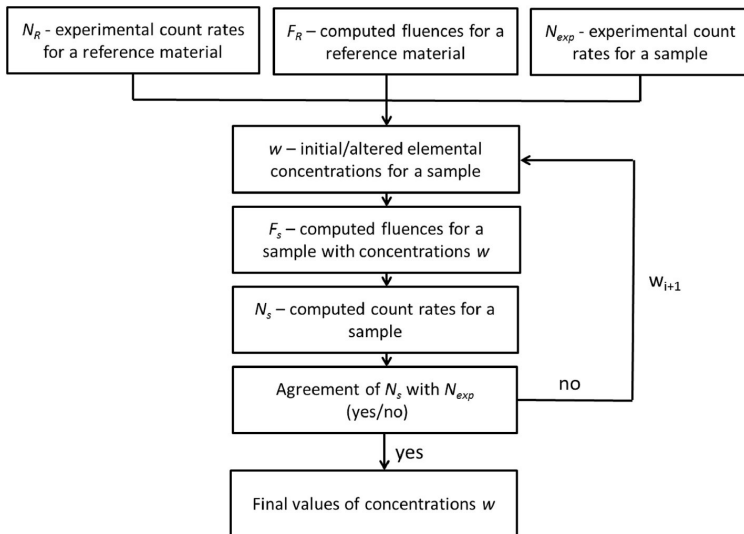 N_R - experimental count rates
for a reference material
F_R – computed fluences for a
reference material
N_exp - experimental count
rates for a sample
w – initial/altered elemental
concentrations for a sample
F_s – computed fluences for a
sample with concentrations w
N_s – computed count rates for a
sample
w_i+1
Agreement of N_s with N_exp
(yes/no)
no
yes
Final values of concentrations w